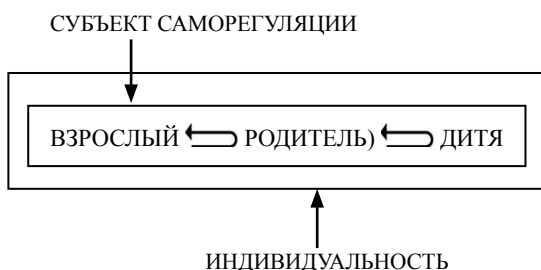 СУБЪЕКТ САМОРЕГУЛЯЦИИ
ВЗРОСЛЫЙ РОДИТЕЛЬ) ДИТЯ
ИНДИВИДУАЛЬНОСТЬ